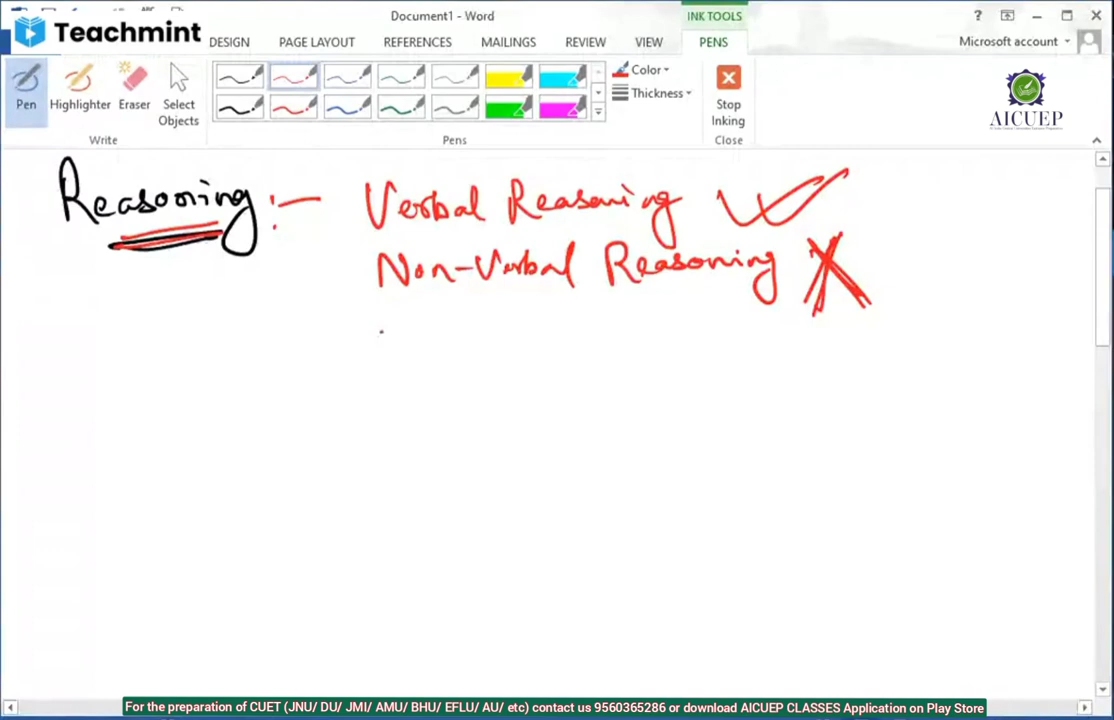 Document1 - Word
INK TOOLS
Teachmint
DESIGN PAGE LAYOUT REFERENCES MAILINGS REVIEW VIEW PENS
Microsoft account
Pen Highlighter Eraser Select Objects
Color
Thickness
Stop Inking
Write Pens Close
AICUEP
Reasoning :- Verbal Reasoning
Non-Verbal Reasoning
For the preparation of CUET (JNU/ DU/ JMI/ AMU/ BHU/ EFLU/ AU/ etc) contact us 9560365286 or download AICUEP CLASSES Application on Play Store